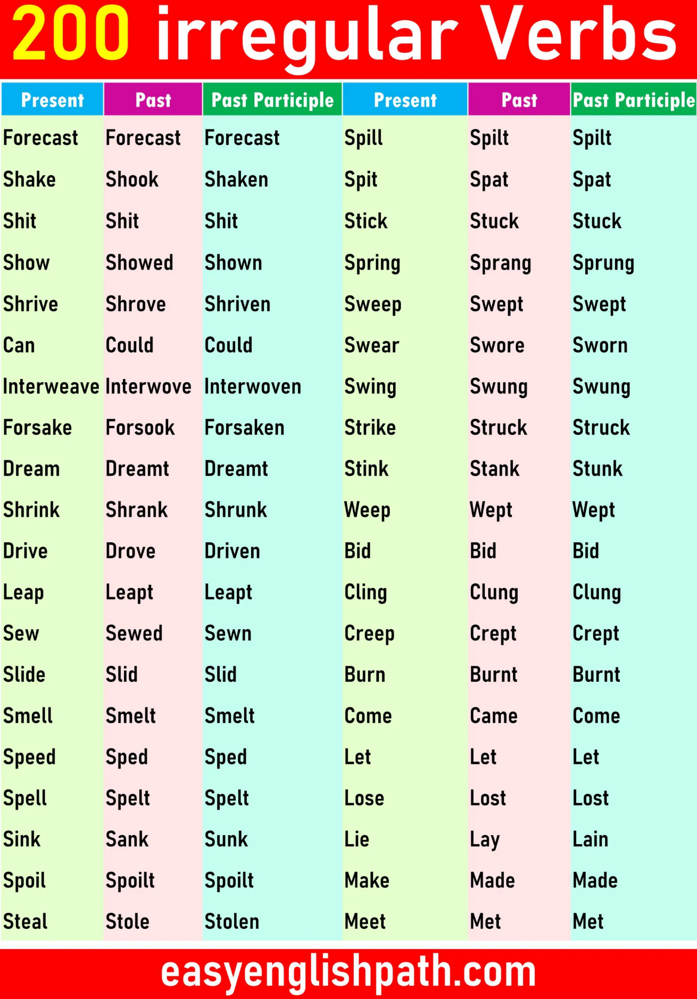 200 irregular Verbs
Present Past Past Participle Present Past Past Participle
Forecast Forecast Forecast Spill Spilt Spilt
Shake Shook Shaken Spit Spat Spat
Shit Shit Shit Stick Stuck Stuck
Show Showed Shown Spring Sprang Sprung
Shrive Shrove Shriven Sweep Swept Swept
Can Could Could Swear Swore Sworn
Interweave Interwove Interwoven Swing Swung Swung
Forsake Forsook Forsaken Strike Struck Struck
Dream Dreamt Dreamt Stink Stank Stunk
Shrink Shrank Shrunk Weep Wept Wept
Drive Drove Driven Bid Bid Bid
Leap Leapt Leapt Cling Clung Clung
Sew Sewed Sewn Creep Crept Crept
Slide Slid Slid Burn Burnt Burnt
Smell Smelt Smelt Come Came Come
Speed Sped Sped Let Let Let
Spell Spelt Spelt Lose Lost Lost
Sink Sank Sunk Lie Lay Lain
Spoil Spoilt Spoilt Make Made Made
Steal Stole Stolen Meet Met Met
easyenglishpath.com